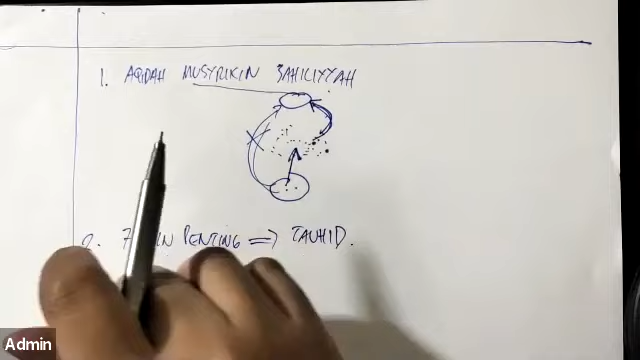 1. AQIDAH MUSYRIKIN JAHILIYYAH
2. PENTING => TAUHID.
Admin